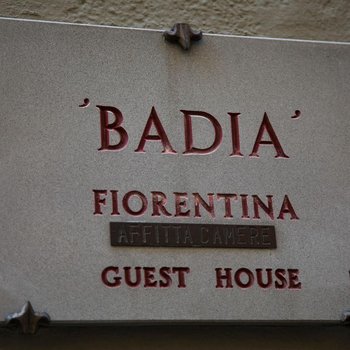 'BADIA'
FIORENTINA
AFFITTA CAMERE
GUEST HOUSE